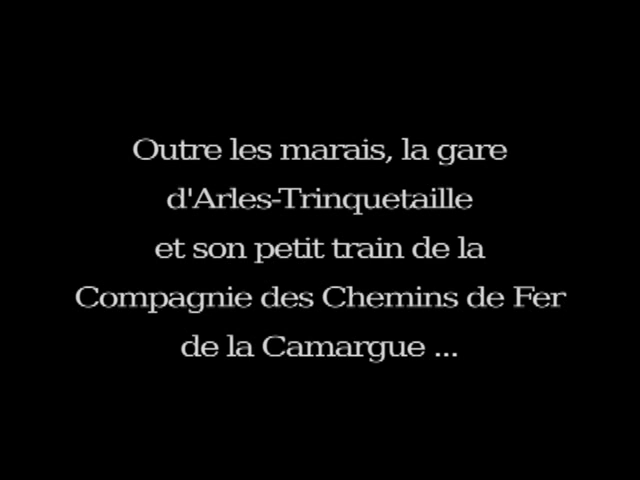 Outre les marais, la gare
d'Arles-Trinquetaille
et son petit train de la
Compagnie des Chemins de Fer
de la Camargue ...